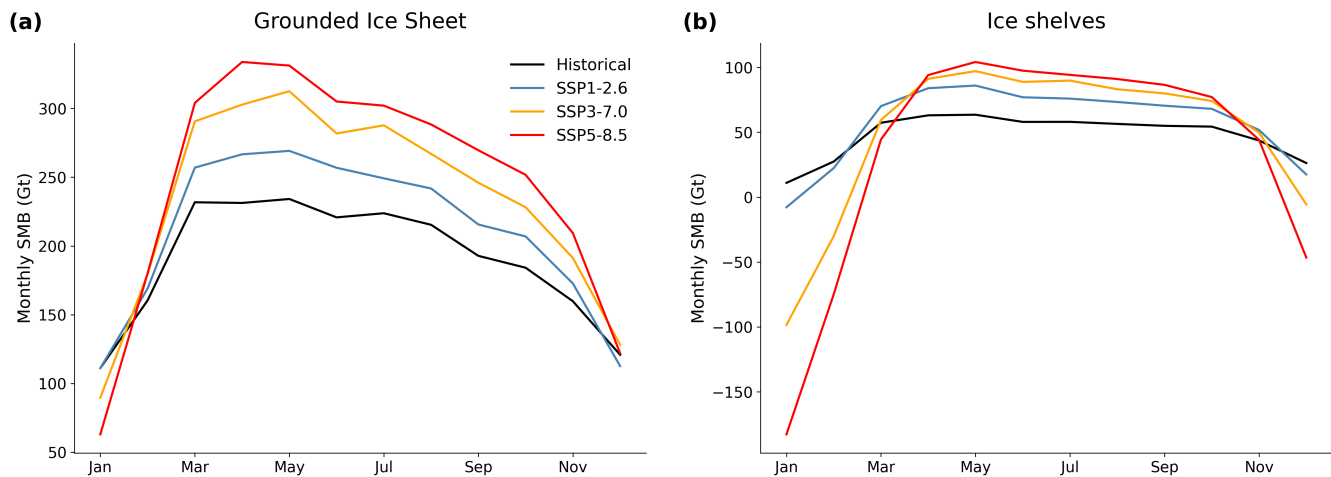 (a)
Grounded Ice Sheet
Monthly SMB (Gt)
300
250
200
150
100
50
Jan
Mar
May
Jul
Sep
Nov
Historical
SSP1-2.6
SSP3-7.0
SSP5-8.5
(b)
Ice shelves
Monthly SMB (Gt)
100
50
0
−50
−100
−150
Jan
Mar
May
Jul
Sep
Nov